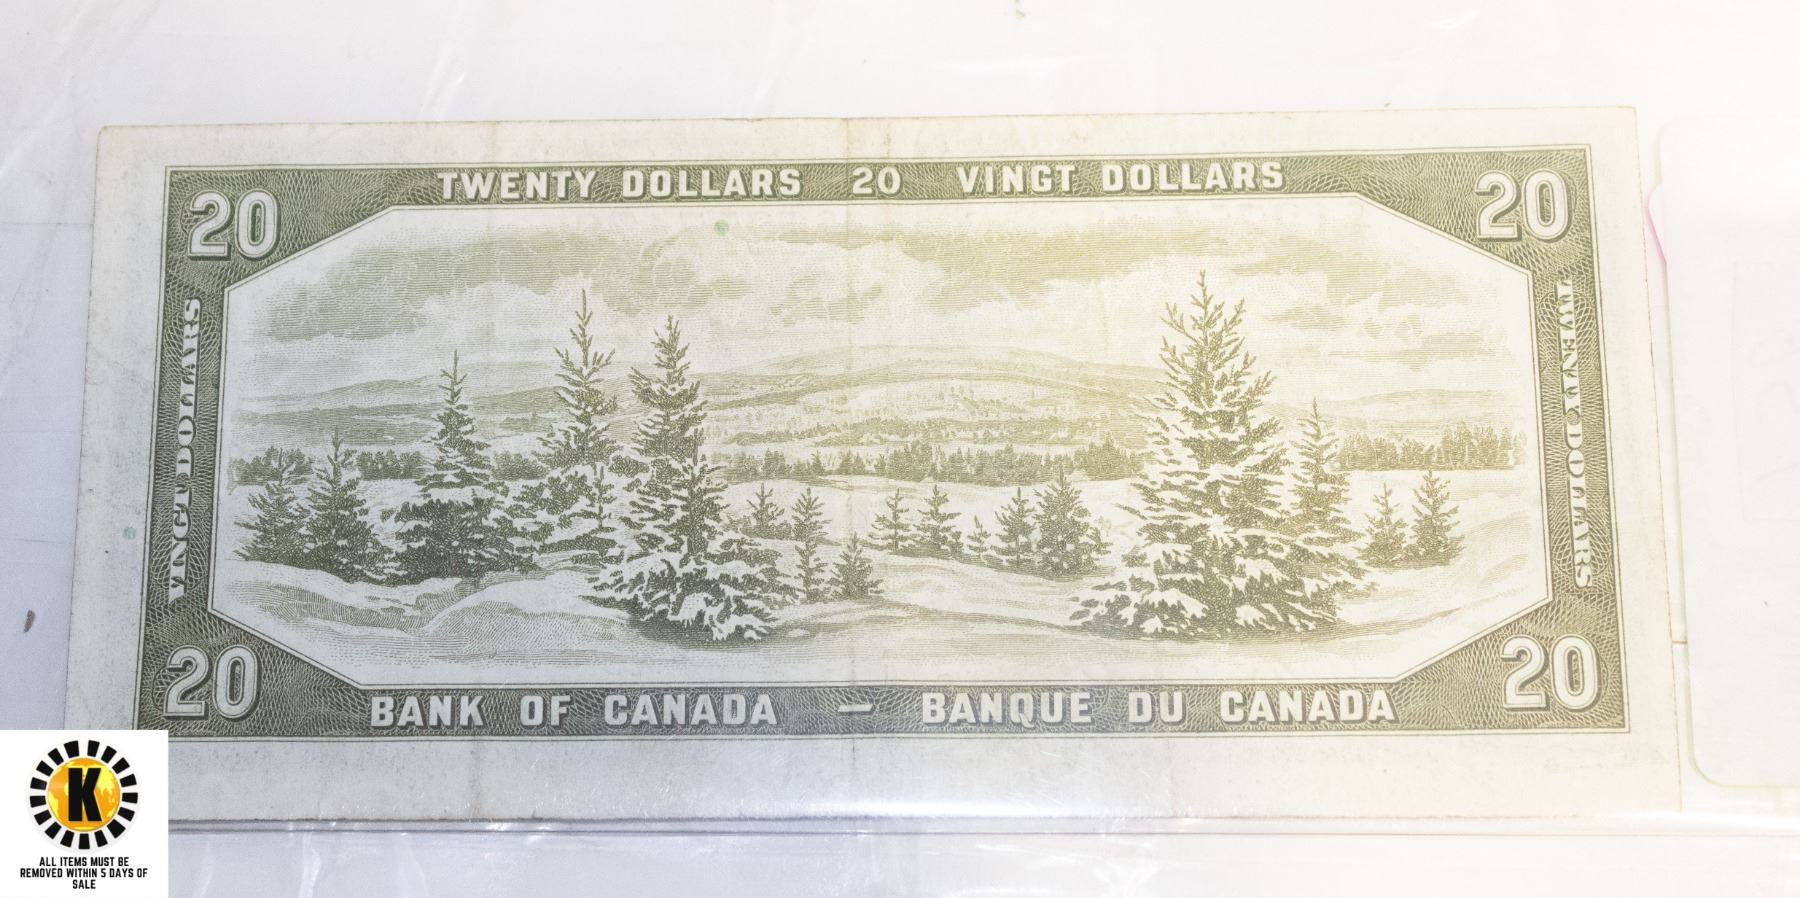 TWENTY DOLLARS 20 VINGT DOLLARS
20
20
VINGT DOLLARS
TWENTY DOLLARS
20
20
BANK OF CANADA — BANQUE DU CANADA
K
ALL ITEMS MUST BE
REMOVED WITHIN 5 DAYS OF
SALE